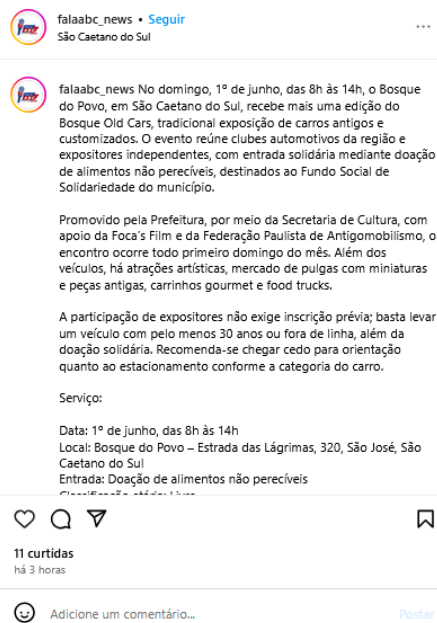 falaabc_news • Seguir
São Caetano do Sul
falaabc_news No domingo, 1º de junho, das 8h às 14h, o Bosque
do Povo, em São Caetano do Sul, recebe mais uma edição do
Bosque Old Cars, tradicional exposição de carros antigos e
customizados. O evento reúne clubes automotivos da região e
expositores independentes, com entrada solidária mediante doação
de alimentos não perecíveis, destinados ao Fundo Social de
Solidariedade do município.
Promovido pela Prefeitura, por meio da Secretaria de Cultura, com
apoio da Foca's Film e da Federação Paulista de Antigomobilismo, o
encontro ocorre todo primeiro domingo do mês. Além dos
veículos, há atrações artísticas, mercado de pulgas com miniaturas
e peças antigas, carrinhos gourmet e food trucks.
A participação de expositores não exige inscrição prévia; basta levar
um veículo com pelo menos 30 anos ou fora de linha, além da
doação solidária. Recomenda-se chegar cedo para orientação
quanto ao estacionamento conforme a categoria do carro.
Serviço:
Data: 1º de junho, das 8h às 14h
Local: Bosque do Povo – Estrada das Lágrimas, 320, São José, São
Caetano do Sul
Entrada: Doação de alimentos não perecíveis
11 curtidas
há 3 horas
Adicione um comentário...
Postar